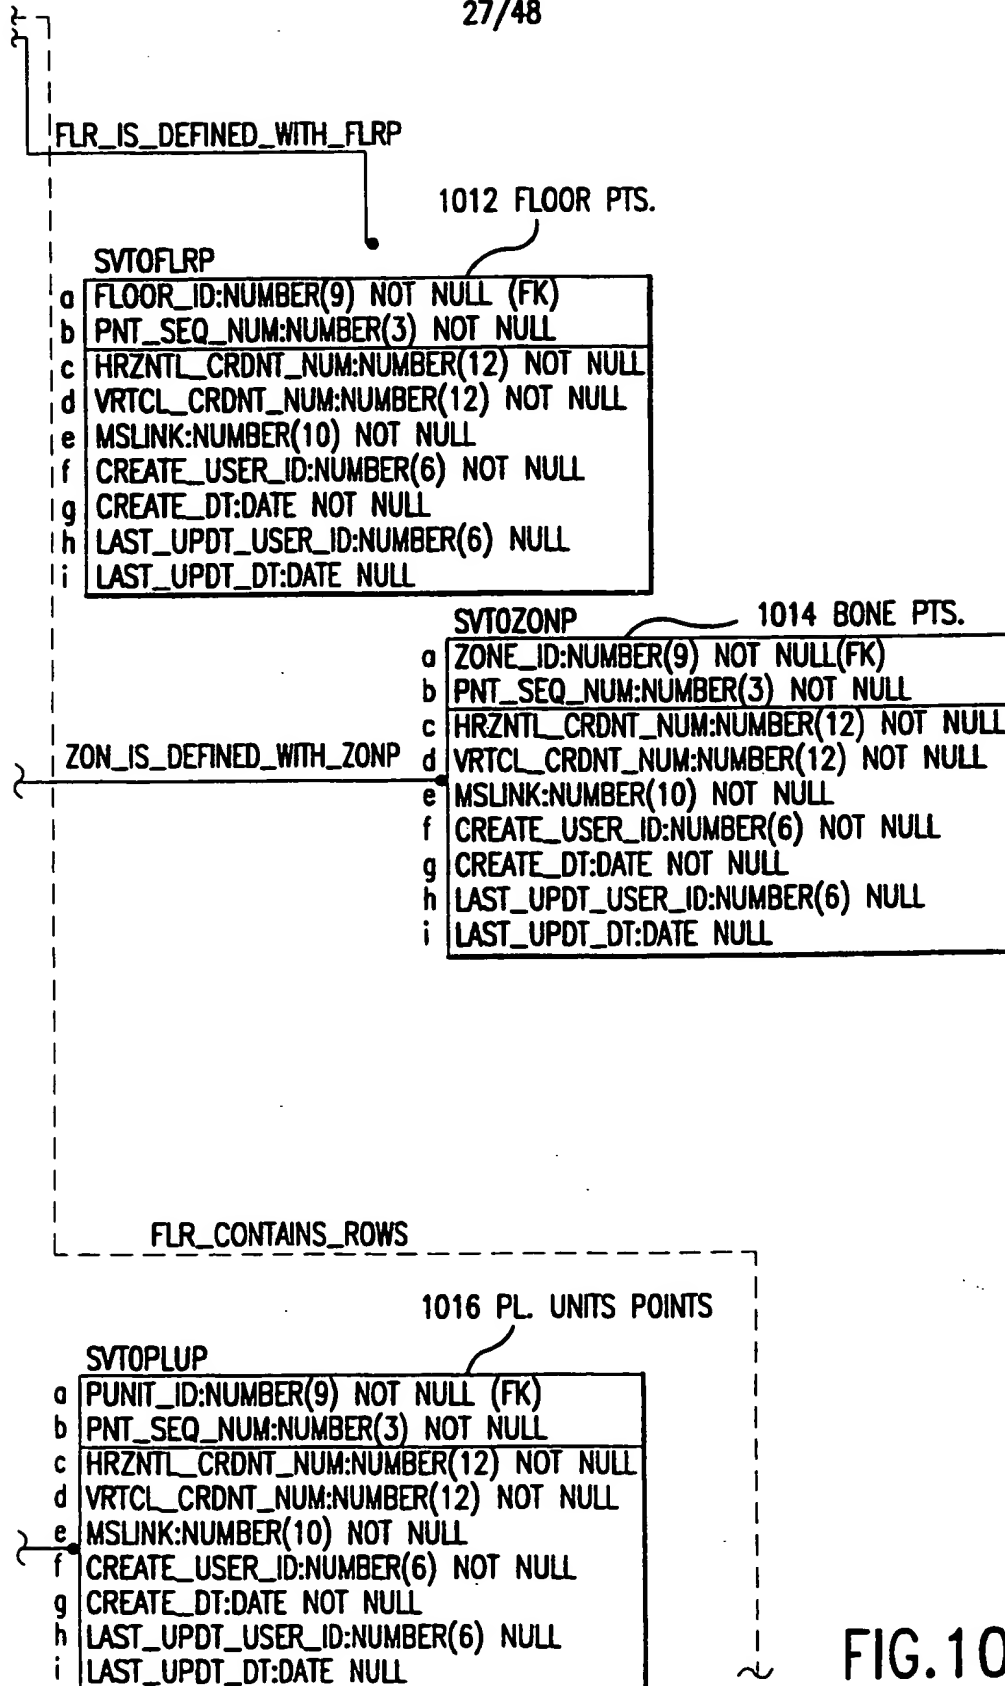 27/48
FLR_IS_DEFINED_WITH_FLRP
1012 FLOOR PTS.
SVTOFLRP
a FLOOR_ID:NUMBER(9) NOT NULL (FK)
b PNT_SEQ_NUM:NUMBER(3) NOT NULL
c HRZNTL_CRDNT_NUM:NUMBER(12) NOT NULL
d VRTCL_CRDNT_NUM:NUMBER(12) NOT NULL
e MSLINK:NUMBER(10) NOT NULL
f CREATE_USER_ID:NUMBER(6) NOT NULL
g CREATE_DT:DATE NOT NULL
h LAST_UPDT_USER_ID:NUMBER(6) NULL
i LAST_UPDT_DT:DATE NULL
SVTOZONP
1014 BONE PTS.
a ZONE_ID:NUMBER(9) NOT NULL(FK)
b PNT_SEQ_NUM:NUMBER(3) NOT NULL
c HRZNTL_CRDNT_NUM:NUMBER(12) NOT NULL
ZON_IS_DEFINED_WITH_ZONP
d VRTCL_CRDNT_NUM:NUMBER(12) NOT NULL
e MSLINK:NUMBER(10) NOT NULL
f CREATE_USER_ID:NUMBER(6) NOT NULL
g CREATE_DT:DATE NOT NULL
h LAST_UPDT_USER_ID:NUMBER(6) NULL
i LAST_UPDT_DT:DATE NULL
FLR_CONTAINS_ROWS
1016 PL. UNITS POINTS
SVTOPLUP
a PUNIT_ID:NUMBER(9) NOT NULL (FK)
b PNT_SEQ_NUM:NUMBER(3) NOT NULL
c HRZNTL_CRDNT_NUM:NUMBER(12) NOT NULL
d VRTCL_CRDNT_NUM:NUMBER(12) NOT NULL
e MSLINK:NUMBER(10) NOT NULL
f CREATE_USER_ID:NUMBER(6) NOT NULL
g CREATE_DT:DATE NOT NULL
h LAST_UPDT_USER_ID:NUMBER(6) NULL
i LAST_UPDT_DT:DATE NULL
FIG.10